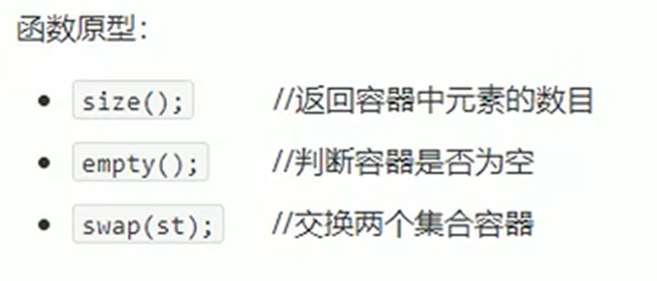 函数原型：
size(); //返回容器中元素的数目
empty(); //判断容器是否为空
swap(st); //交换两个集合容器